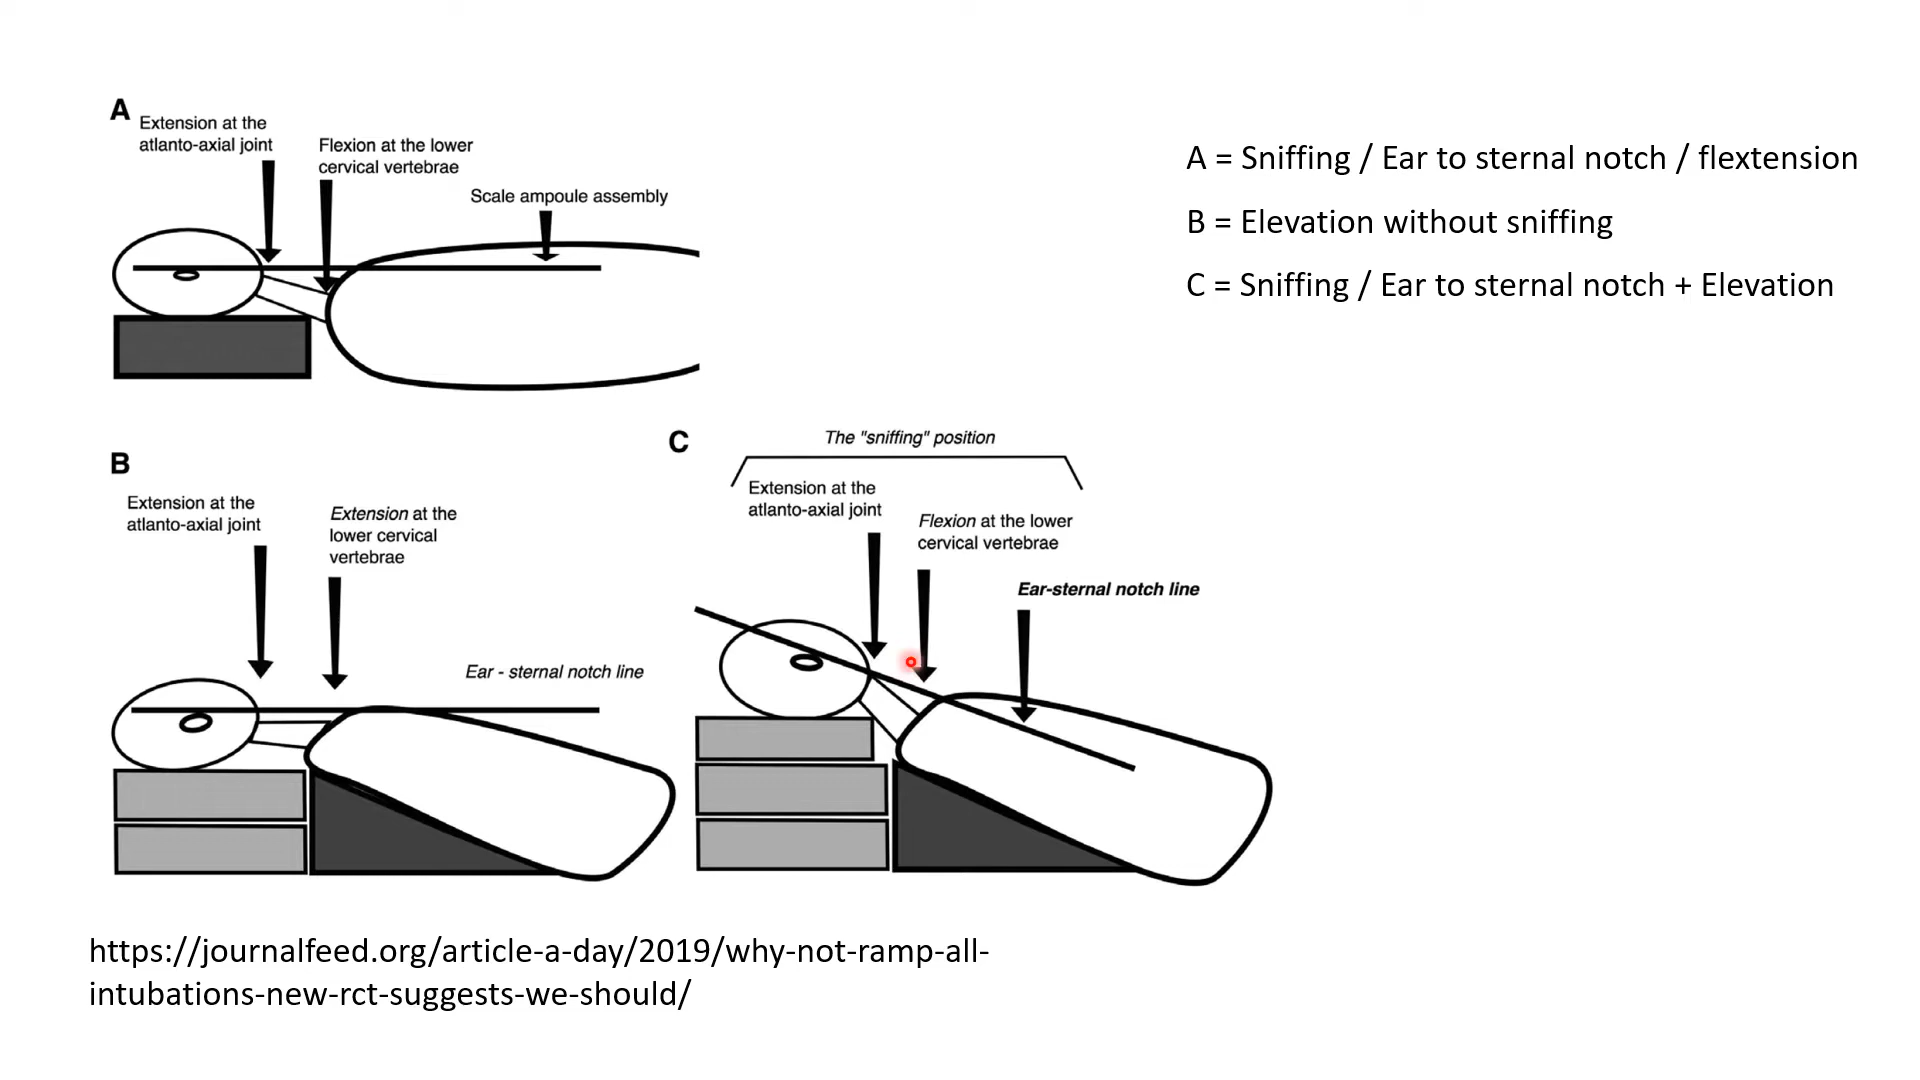 A
Extension at the
atlanto-axial joint
Flexion at the lower
cervical vertebrae
Scale ampoule assembly
A = Sniffing / Ear to sternal notch / flextension
B = Elevation without sniffing
C = Sniffing / Ear to sternal notch + Elevation
B
Extension at the
atlanto-axial joint
Extension at the
lower cervical
vertebrae
Ear - sternal notch line
C
The "sniffing" position
Extension at the
atlanto-axial joint
Flexion at the lower
cervical vertebrae
Ear-sternal notch line
https://journalfeed.org/article-a-day/2019/why-not-ramp-all-
intubations-new-rct-suggests-we-should/